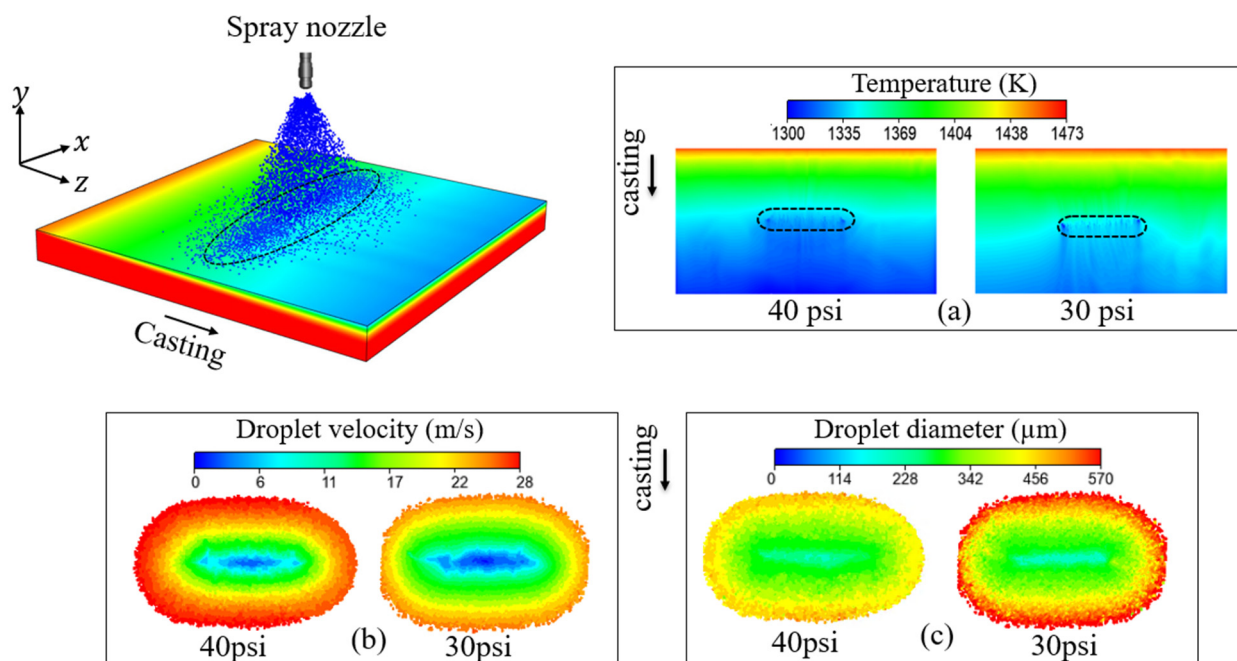 Spray nozzle
y
x
z
Casting
Temperature (K)
1300 1335 1369 1404 1438 1473
casting
40 psi
(a)
30 psi
Droplet velocity (m/s)
0 6 11 17 22 28
40psi
(b)
30psi
casting
Droplet diameter (μm)
0 114 228 342 456 570
40psi
(c)
30psi